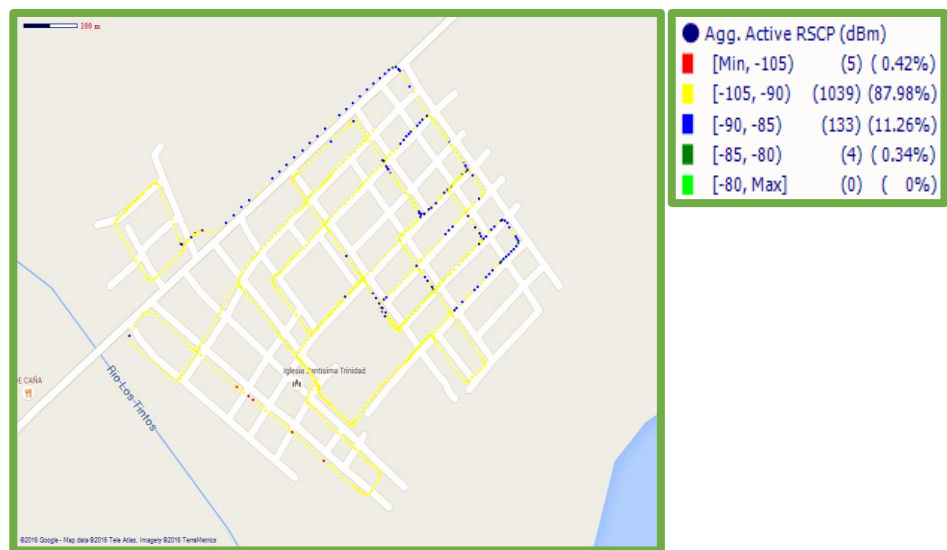 100 m
Agg. Active RSCP (dBm)
[Min, -105) (5) ( 0.42%)
[-105, -90) (1039) (87.98%)
[-90, -85) (133) (11.26%)
[-85, -80) (4) ( 0.34%)
[-80, Max] (0) ( 0%)
Iglesia Santisima Trinidad
E CAÑA
Rio Los Tintos
©2016 Google - Map data ©2016 Tele Atlas, Imagery ©2016 TerraMetrics